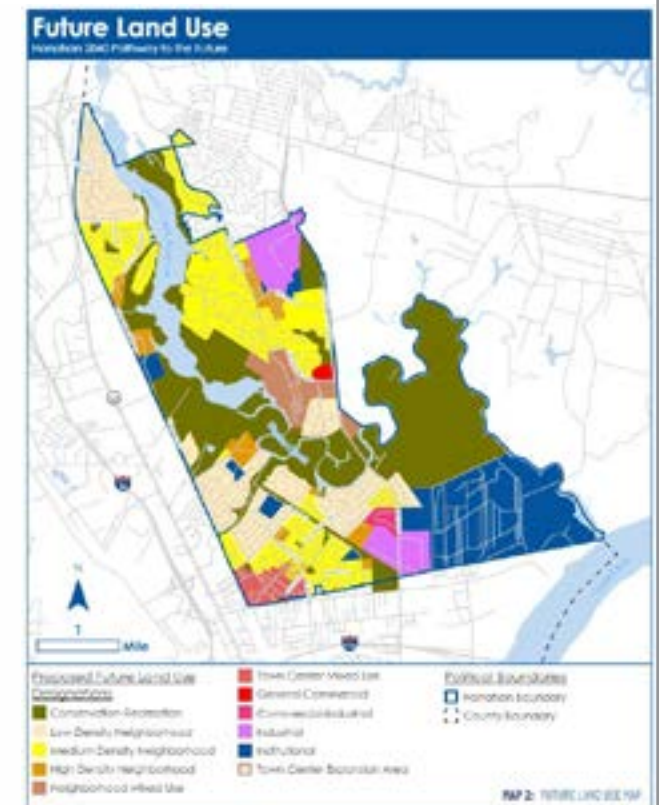 Future Land Use
Hanahan 2040 Pathway to the Future
N
1
Mile
Proposed Future Land Use
Designations
Conservation Recreation
Low Density Neighborhood
Medium Density Neighborhood
High Density Neighborhood
Neighborhood Mixed Use
Town Center Mixed Use
General Commercial
Commercial-Industrial
Industrial
Institutional
Town Center Expansion Area
Political Boundaries
Hanahan Boundary
County Boundary
MAP 2: FUTURE LAND USE MAP